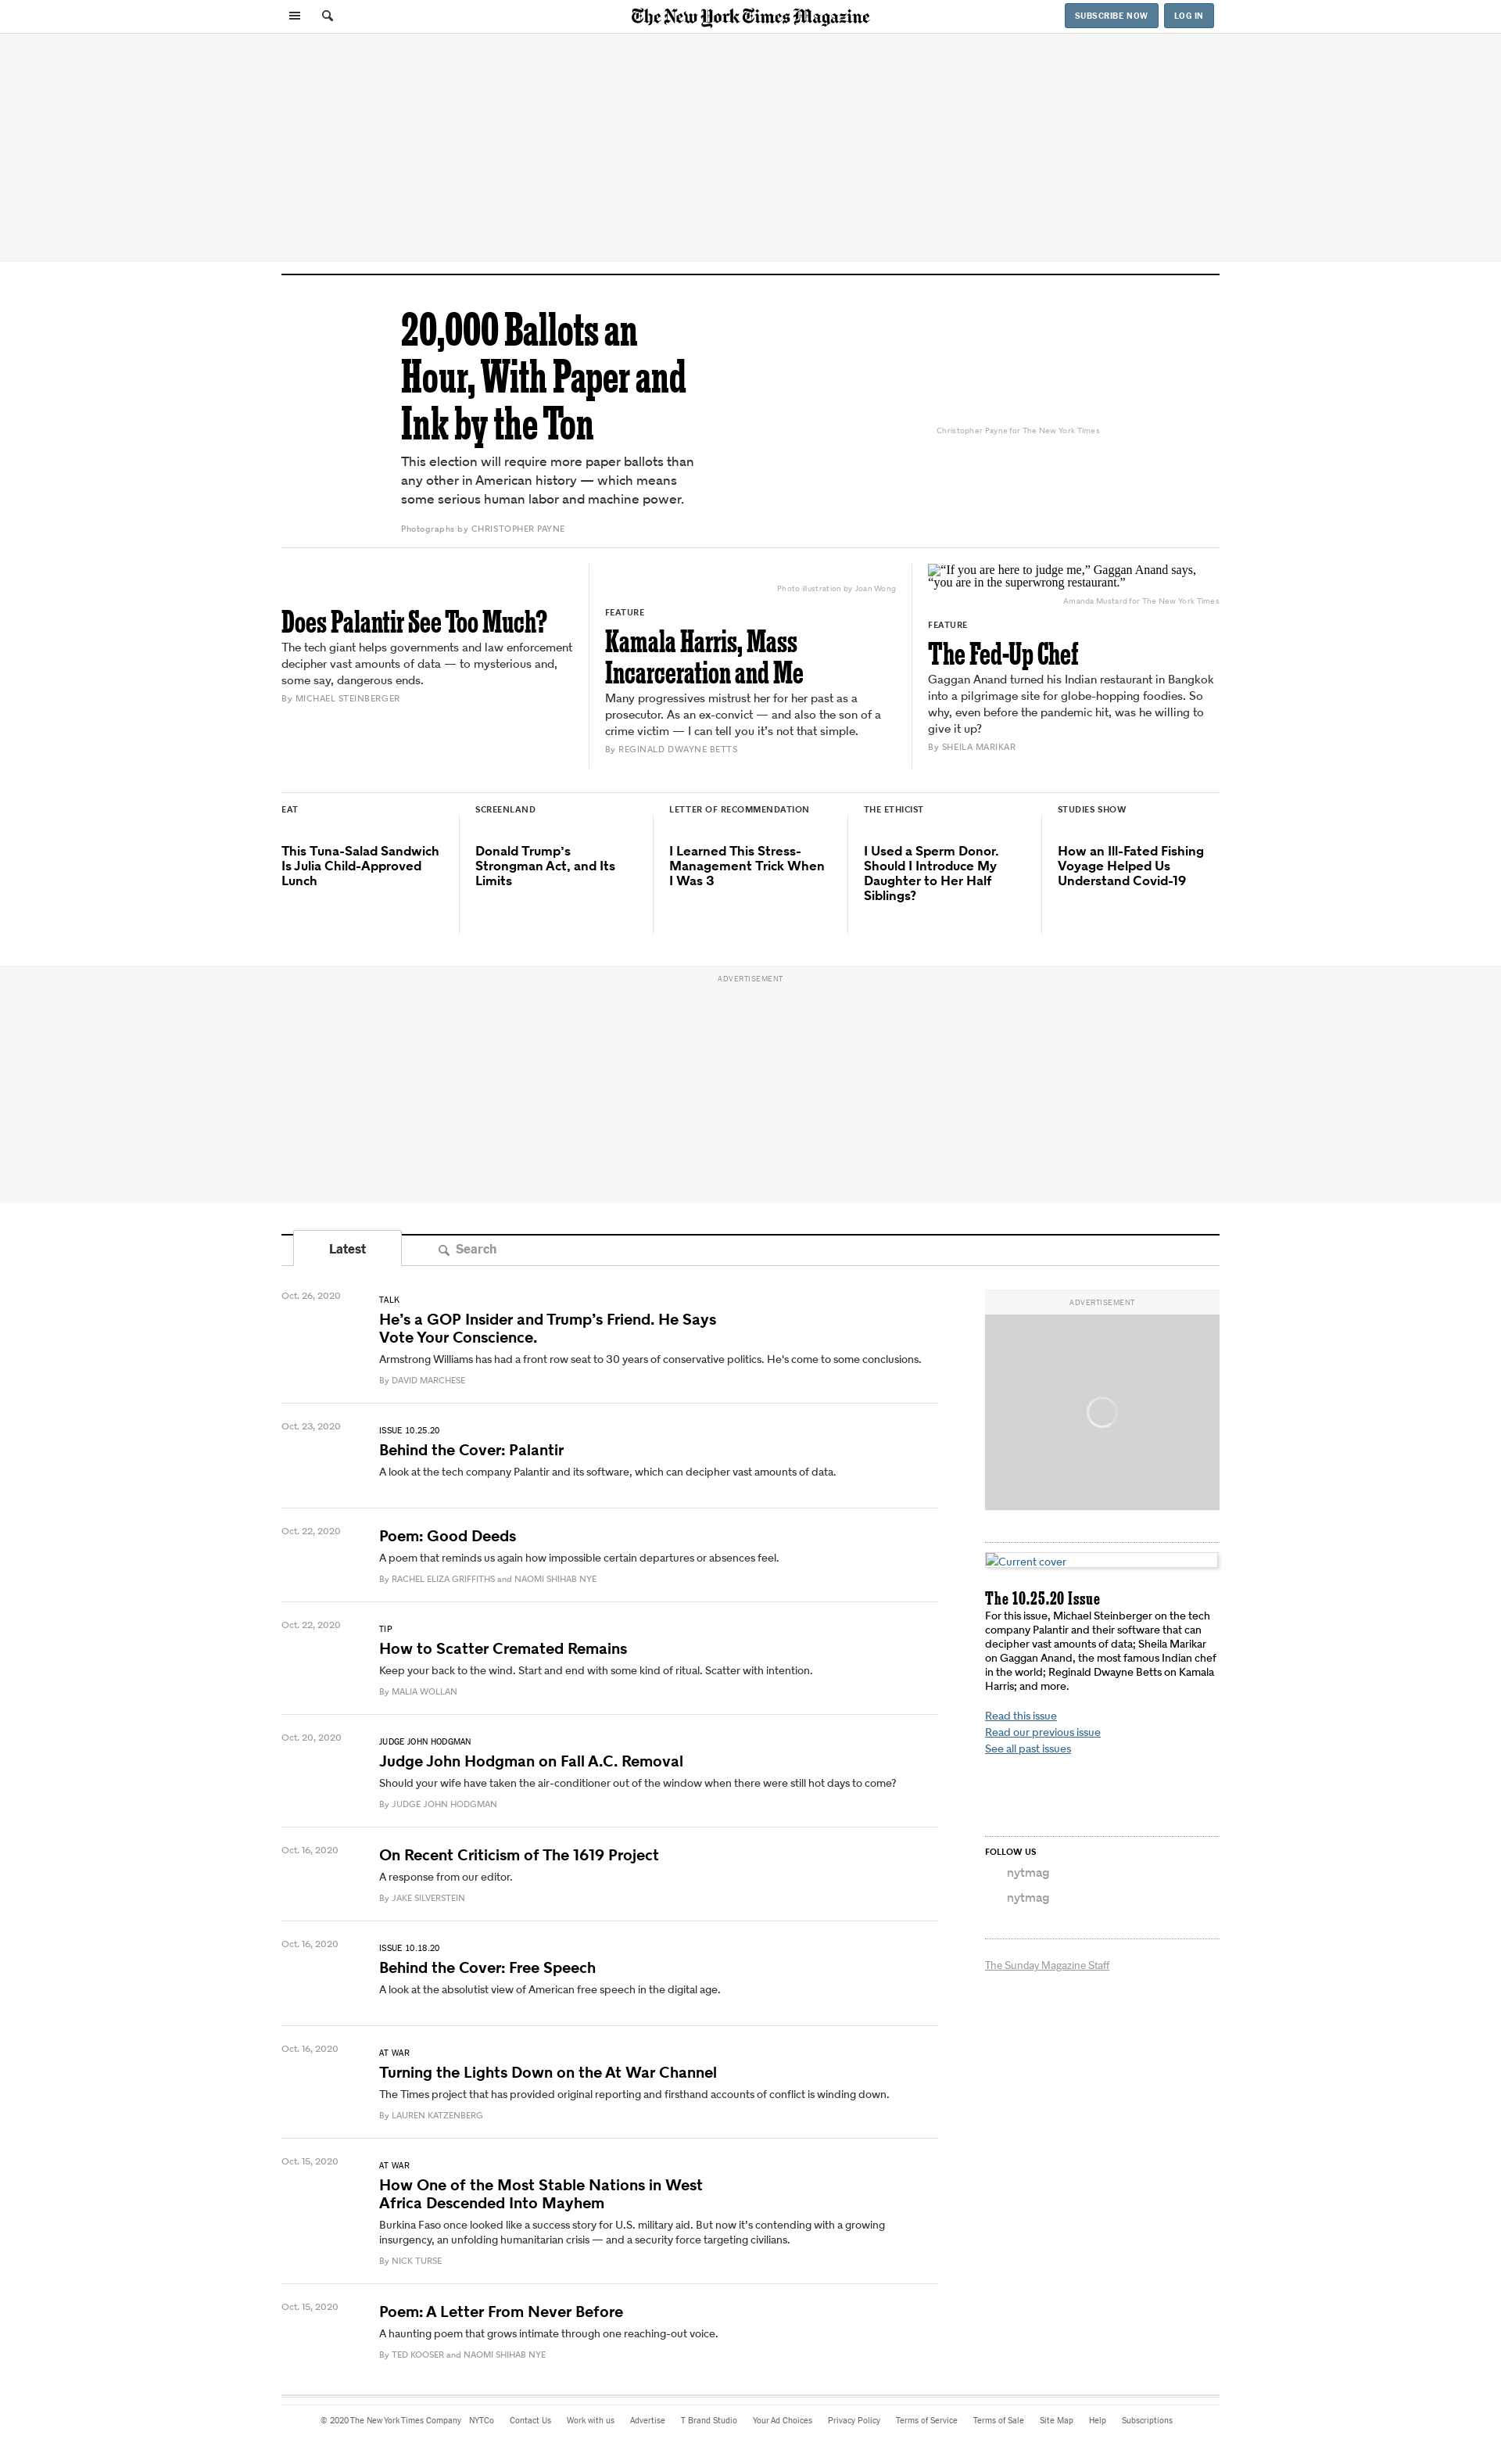 The New York Times Magazine
SUBSCRIBE NOW
LOG IN
20,000 Ballots an
Hour, With Paper and
Ink by the Ton
This election will require more paper ballots than
any other in American history — which means
some serious human labor and machine power.
Photographs by CHRISTOPHER PAYNE
Christopher Payne for The New York Times
Does Palantir See Too Much?
The tech giant helps governments and law enforcement
decipher vast amounts of data — to mysterious and,
some say, dangerous ends.
By MICHAEL STEINBERGER
Photo illustration by Joan Wong
FEATURE
Kamala Harris, Mass
Incarceration and Me
Many progressives mistrust her for her past as a
prosecutor. As an ex-convict — and also the son of a
crime victim — I can tell you it’s not that simple.
By REGINALD DWAYNE BETTS
“If you are here to judge me,” Gaggan Anand says,
“you are in the superwrong restaurant.”
Amanda Mustard for The New York Times
FEATURE
The Fed-Up Chef
Gaggan Anand turned his Indian restaurant in Bangkok
into a pilgrimage site for globe-hopping foodies. So
why, even before the pandemic hit, was he willing to
give it up?
By SHEILA MARIKAR
EAT
This Tuna-Salad Sandwich
Is Julia Child-Approved
Lunch
SCREENLAND
Donald Trump’s
Strongman Act, and Its
Limits
LETTER OF RECOMMENDATION
I Learned This Stress-
Management Trick When
I Was 3
THE ETHICIST
I Used a Sperm Donor.
Should I Introduce My
Daughter to Her Half
Siblings?
STUDIES SHOW
How an Ill-Fated Fishing
Voyage Helped Us
Understand Covid-19
ADVERTISEMENT
Latest
Search
Oct. 26, 2020
TALK
He’s a GOP Insider and Trump’s Friend. He Says
Vote Your Conscience.
Armstrong Williams has had a front row seat to 30 years of conservative politics. He's come to some conclusions.
By DAVID MARCHESE
Oct. 23, 2020
ISSUE 10.25.20
Behind the Cover: Palantir
A look at the tech company Palantir and its software, which can decipher vast amounts of data.
Oct. 22, 2020
Poem: Good Deeds
A poem that reminds us again how impossible certain departures or absences feel.
By RACHEL ELIZA GRIFFITHS and NAOMI SHIHAB NYE
Oct. 22, 2020
TIP
How to Scatter Cremated Remains
Keep your back to the wind. Start and end with some kind of ritual. Scatter with intention.
By MALIA WOLLAN
Oct. 20, 2020
JUDGE JOHN HODGMAN
Judge John Hodgman on Fall A.C. Removal
Should your wife have taken the air-conditioner out of the window when there were still hot days to come?
By JUDGE JOHN HODGMAN
Oct. 16, 2020
On Recent Criticism of The 1619 Project
A response from our editor.
By JAKE SILVERSTEIN
Oct. 16, 2020
ISSUE 10.18.20
Behind the Cover: Free Speech
A look at the absolutist view of American free speech in the digital age.
Oct. 16, 2020
AT WAR
Turning the Lights Down on the At War Channel
The Times project that has provided original reporting and firsthand accounts of conflict is winding down.
By LAUREN KATZENBERG
Oct. 15, 2020
AT WAR
How One of the Most Stable Nations in West
Africa Descended Into Mayhem
Burkina Faso once looked like a success story for U.S. military aid. But now it’s contending with a growing
insurgency, an unfolding humanitarian crisis — and a security force targeting civilians.
By NICK TURSE
Oct. 15, 2020
Poem: A Letter From Never Before
A haunting poem that grows intimate through one reaching-out voice.
By TED KOOSER and NAOMI SHIHAB NYE
ADVERTISEMENT
Current cover
The 10.25.20 Issue
For this issue, Michael Steinberger on the tech
company Palantir and their software that can
decipher vast amounts of data; Sheila Marikar
on Gaggan Anand, the most famous Indian chef
in the world; Reginald Dwayne Betts on Kamala
Harris; and more.
Read this issue
Read our previous issue
See all past issues
FOLLOW US
nytmag
nytmag
The Sunday Magazine Staff
© 2020 The New York Times Company NYTCo Contact Us Work with us Advertise T Brand Studio Your Ad Choices Privacy Policy Terms of Service Terms of Sale Site Map Help Subscriptions